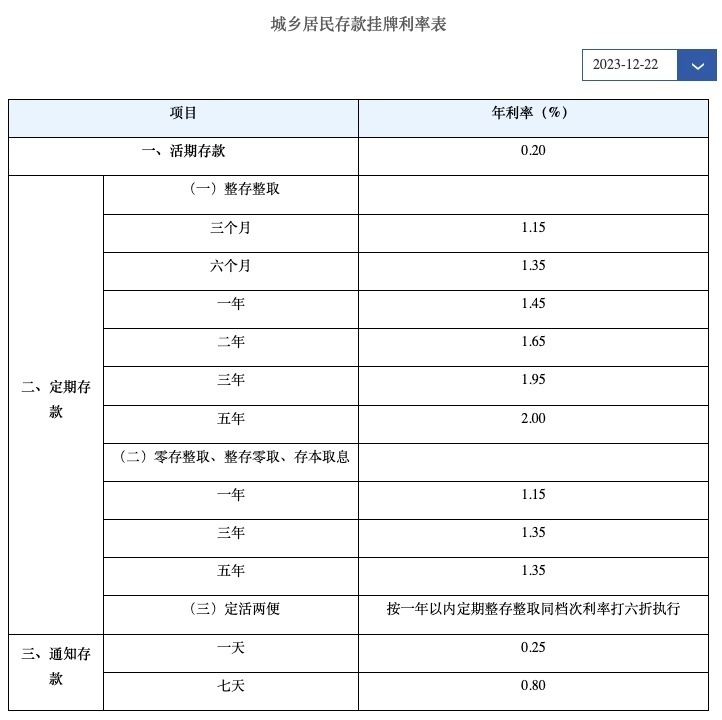 城乡居民存款挂牌利率表
2023-12-22
项目 年利率（%）
一、活期存款 0.20
二、定期存
款
（一）整存整取
三个月 1.15
六个月 1.35
一年 1.45
二年 1.65
三年 1.95
五年 2.00
（二）零存整取、整存零取、存本取息
一年 1.15
三年 1.35
五年 1.35
（三）定活两便 按一年以内定期整存整取同档次利率打六折执行
三、通知存
款
一天 0.25
七天 0.80